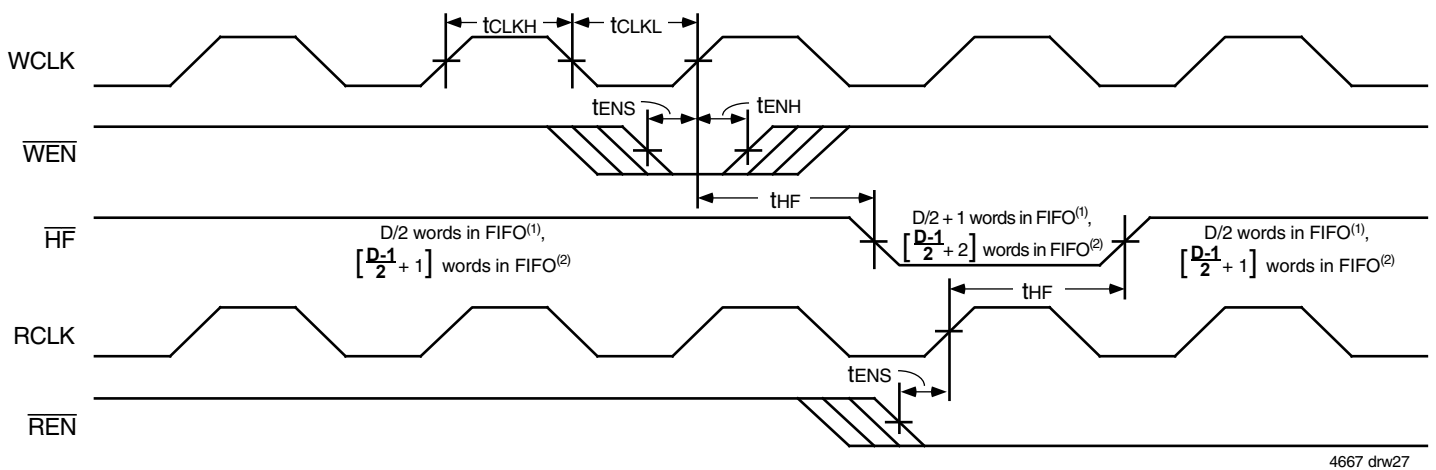 tCLKH
tCLKL
WCLK
tENS
tENH
WEN
tHF
HF
D/2 words in FIFO(1),
[D-1/2 + 1] words in FIFO(2)
D/2 + 1 words in FIFO(1),
[D-1/2 + 2] words in FIFO(2)
D/2 words in FIFO(1),
[D-1/2 + 1] words in FIFO(2)
tHF
RCLK
tENS
REN
4667 drw27